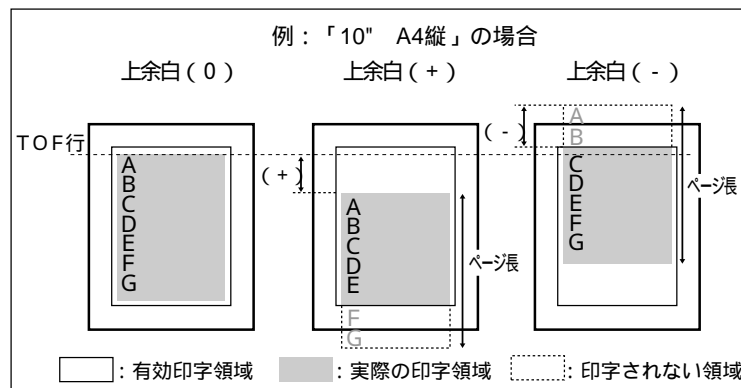 例：「10" A4縦」の場合
上余白（0） 上余白（+） 上余白（-）
TOF行
A
B
C
D
E
F
G
（+）
A
B
C
D
E
F
G
ページ長
（-）
A
B
C
D
E
F
G
ページ長
：有効印字領域 ：実際の印字領域 ：印字されない領域